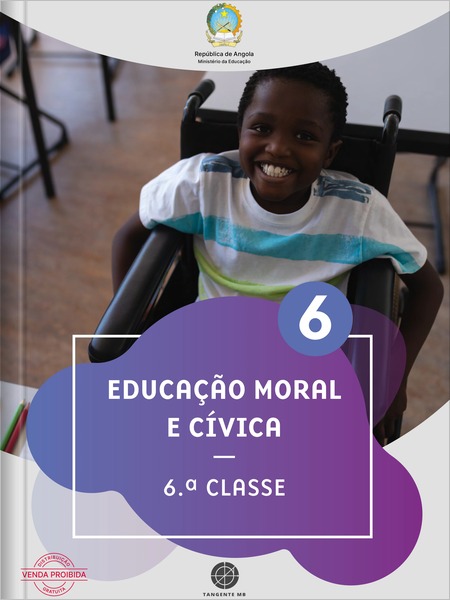 República de Angola
Ministério da Educação
6
EDUCAÇÃO MORAL
E CÍVICA
6.ª CLASSE
DISTRIBUIÇÃO
VENDA PROIBIDA
GRATUITA
TANGENTE MB